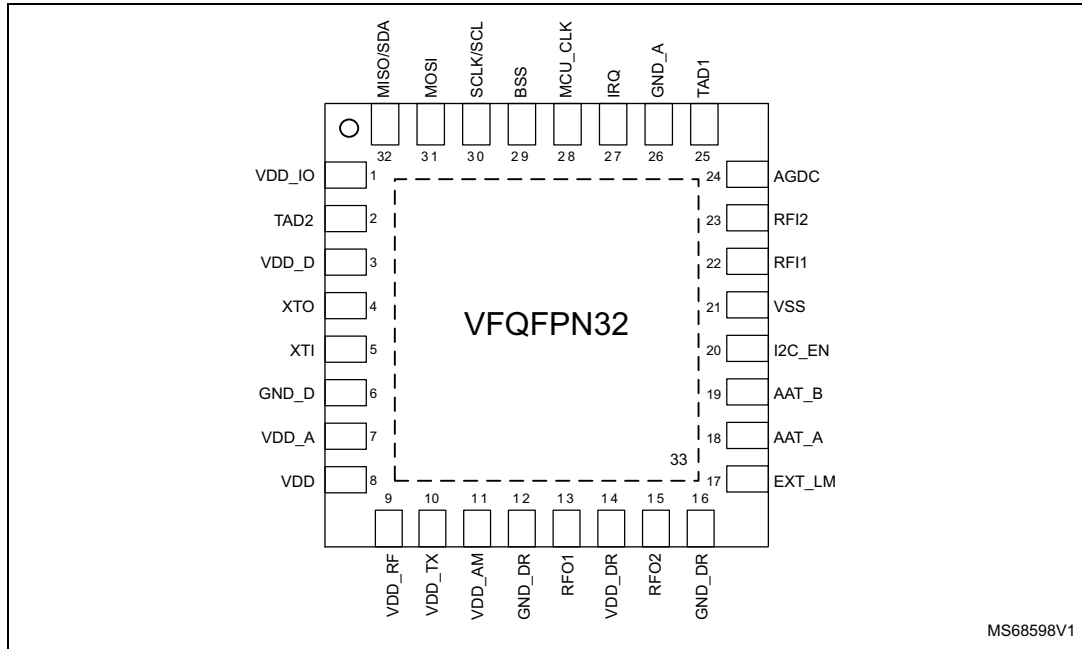 MISO/SDA
MOSI
SCLK/SCL
BSS
MCU_CLK
IRQ
GND_A
TAD1
32
31
30
29
28
27
26
25
VDD_IO 1
TAD2 2
VDD_D 3
XTO 4
XTI 5
GND_D 6
VDD_A 7
VDD 8
VFQFPN32
24 AGDC
23 RFI2
22 RFI1
21 VSS
20 I2C_EN
19 AAT_B
18 AAT_A
17 EXT_LM
33
9
10
11
12
13
14
15
16
VDD_RF
VDD_TX
VDD_AM
GND_DR
RFO1
VDD_DR
RFO2
GND_DR
MS68598V1